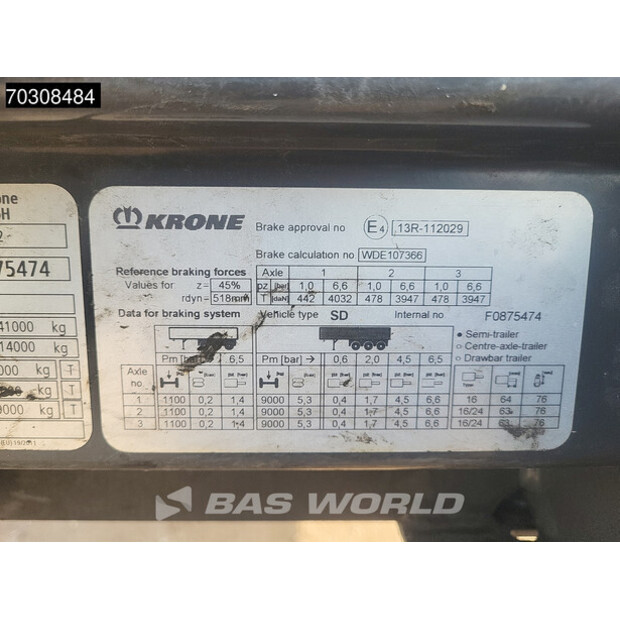 70308484
KRONE
Brake approval no E4 13R-112029
Brake calculation no WDE107366
Reference braking forces Axle 1 2 3
Values for z= 45% pz [bar] 1,0 6,6 1,0 6,6 1,0 6,6
rdyn= 518mm T [daN] 442 4032 478 3947 478 3947
Data for braking system Vehicle type SD Internal no F0875474
Semi-trailer
Centre-axle-trailer
Drawbar trailer
Pm [bar] → 6,5 Pm [bar] → 0,6 2,0 4,5 6,5
Axle no.
1 1100 0,2 1,4 9000 5,3 0,4 1,7 4,5 6,6 16 64 76
2 1100 0,2 1,4 9000 5,3 0,4 1,7 4,5 6,6 16/24 63 76
3 1100 0,2 1,4 9000 5,3 0,4 1,7 4,5 6,6 16/24 63 76
one
H
2
75474
41000 kg
14000 kg
000 kg T
kg T
9000 kg T
BAS WORLD